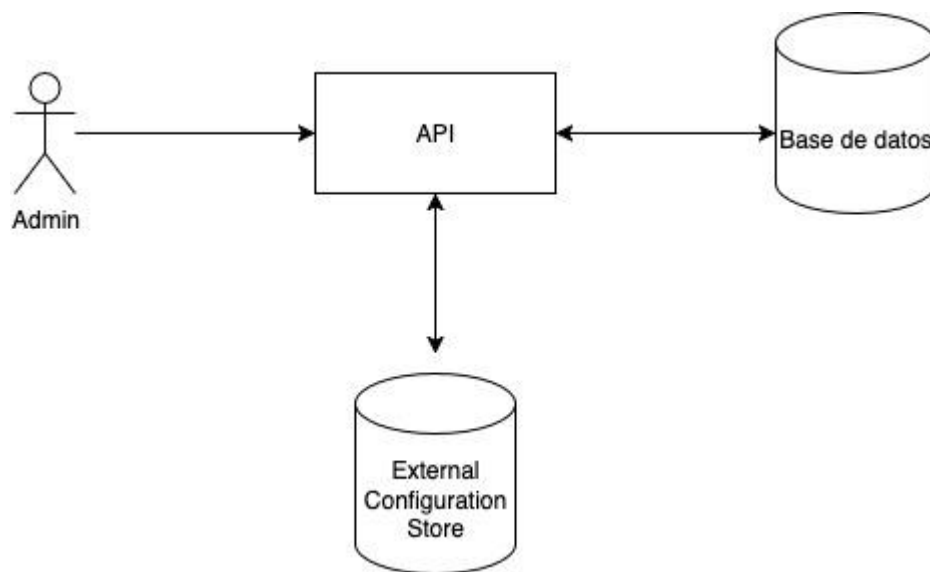 API
Base de datos
Admin
External
Configuration
Store